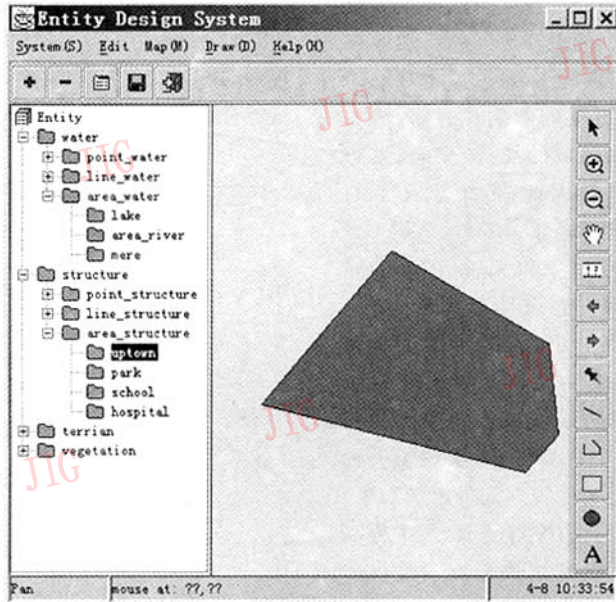 Entity Design System
System(S) Edit Map(M) Draw(D) Help(H)
Entity
water
point_water
line_water
area_water
lake
area_river
mere
structure
point_structure
line_structure
area_structure
uptown
park
school
hospital
terrian
vegetation
A
Pan mouse at: ??,?? 4-8 10:33:54
JIG
JIG
JIG
JIG
JIG
JIG